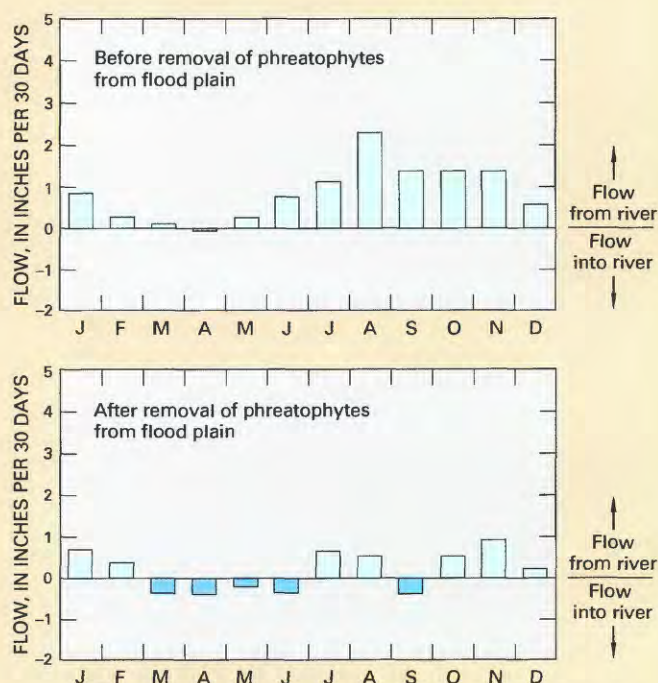 FLOW, IN INCHES PER 30 DAYS
5
4
3
2
1
0
–1
–2
Before removal of phreatophytes
from flood plain
J F M A M J J A S O N D
Flow
from river
Flow
into river
FLOW, IN INCHES PER 30 DAYS
5
4
3
2
1
0
–1
–2
After removal of phreatophytes
from flood plain
J F M A M J J A S O N D
Flow
from river
Flow
into river